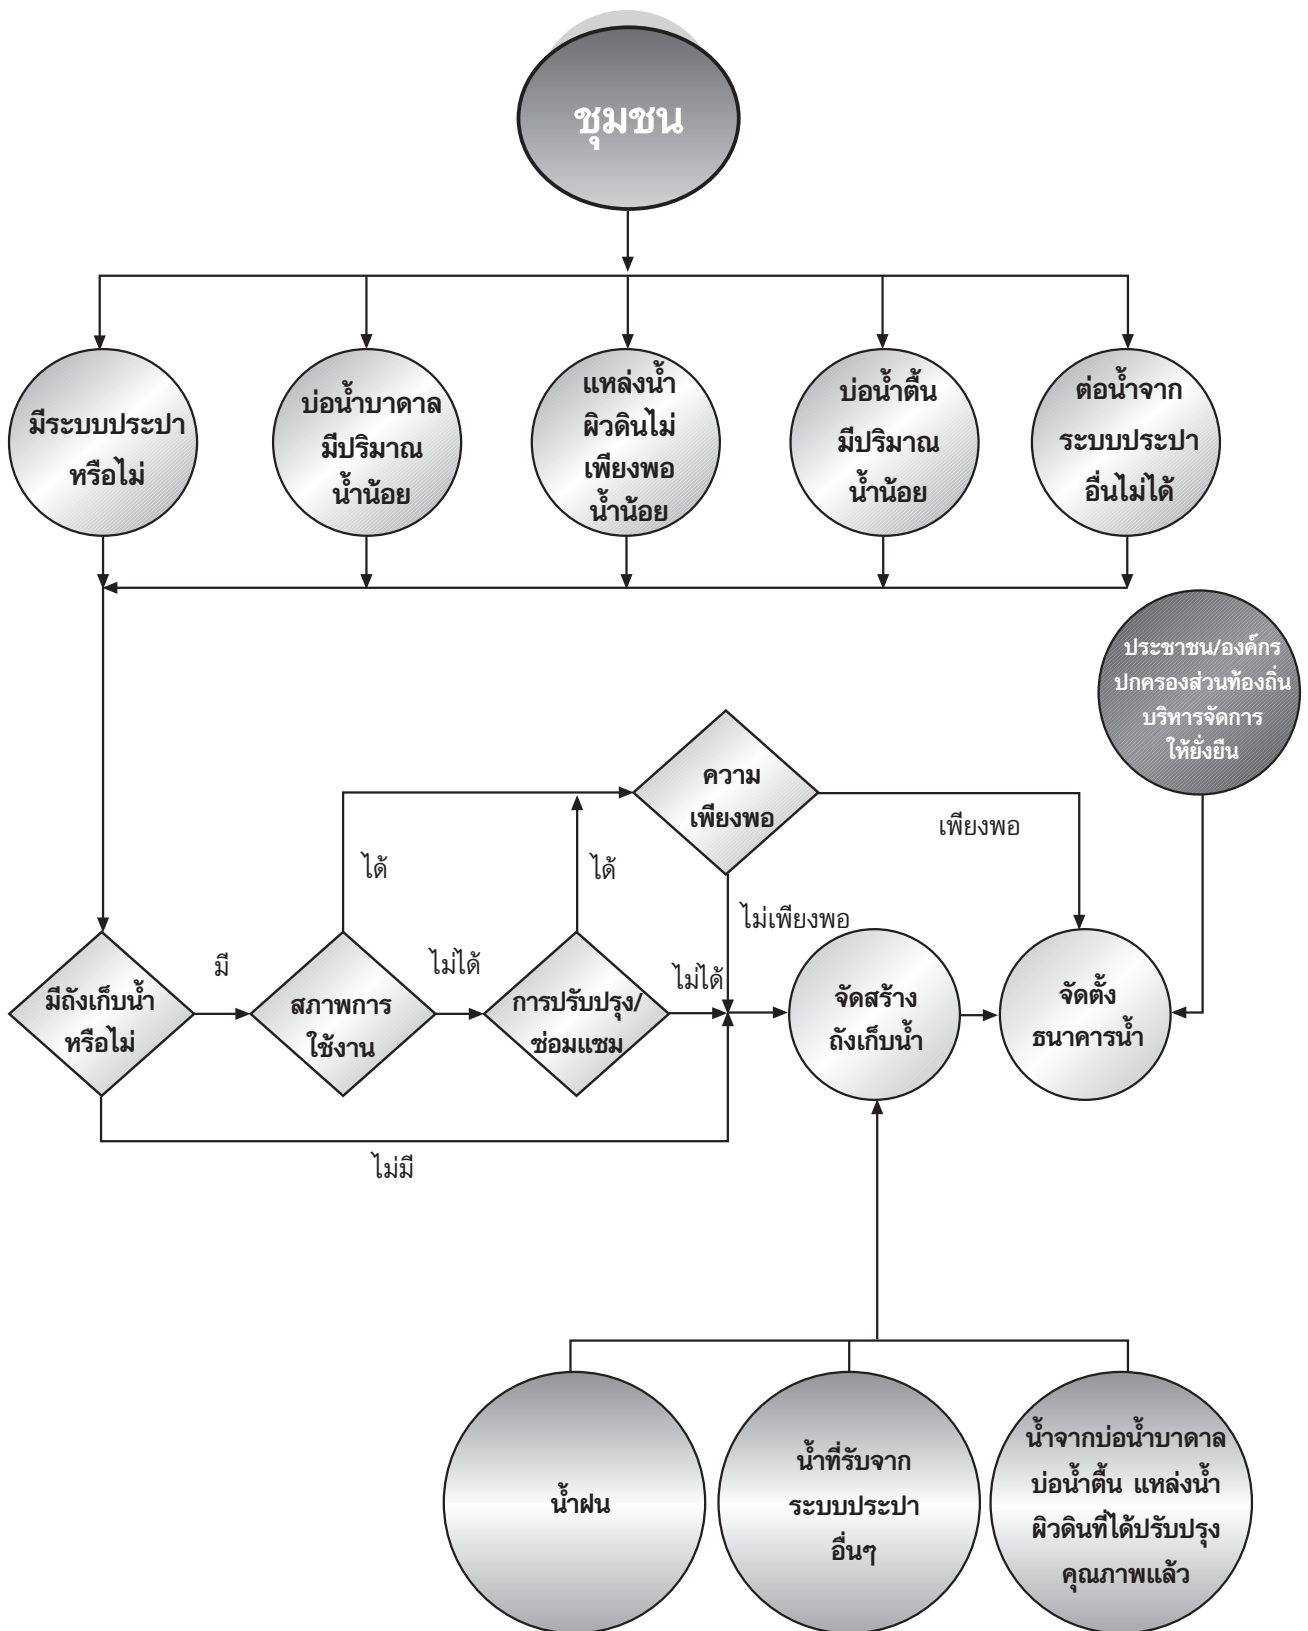 ชุมชน
มีระบบประปา
หรือไม่
บ่อน้ำบาดาล
มีปริมาณ
น้ำน้อย
แหล่งน้ำ
ผิวดินไม่
เพียงพอ
น้ำน้อย
บ่อน้ำตื้น
มีปริมาณ
น้ำน้อย
ต่อน้ำจาก
ระบบประปา
อื่นไม่ได้
ประชาชน/องค์กร
ปกครองส่วนท้องถิ่น
บริหารจัดการ
ให้ยั่งยืน
ความ
เพียงพอ
เพียงพอ
ได้
ได้
ไม่เพียงพอ
มี
ไม่ได้
ไม่ได้
มีถังเก็บน้ำ
หรือไม่
สภาพการ
ใช้งาน
การปรับปรุง/
ซ่อมแซม
จัดสร้าง
ถังเก็บน้ำ
จัดตั้ง
ธนาคารน้ำ
ไม่มี
น้ำฝน
น้ำที่รับจาก
ระบบประปา
อื่นๆ
น้ำจากบ่อน้ำบาดาล
บ่อน้ำตื้น แหล่งน้ำ
ผิวดินที่ได้ปรับปรุง
คุณภาพแล้ว